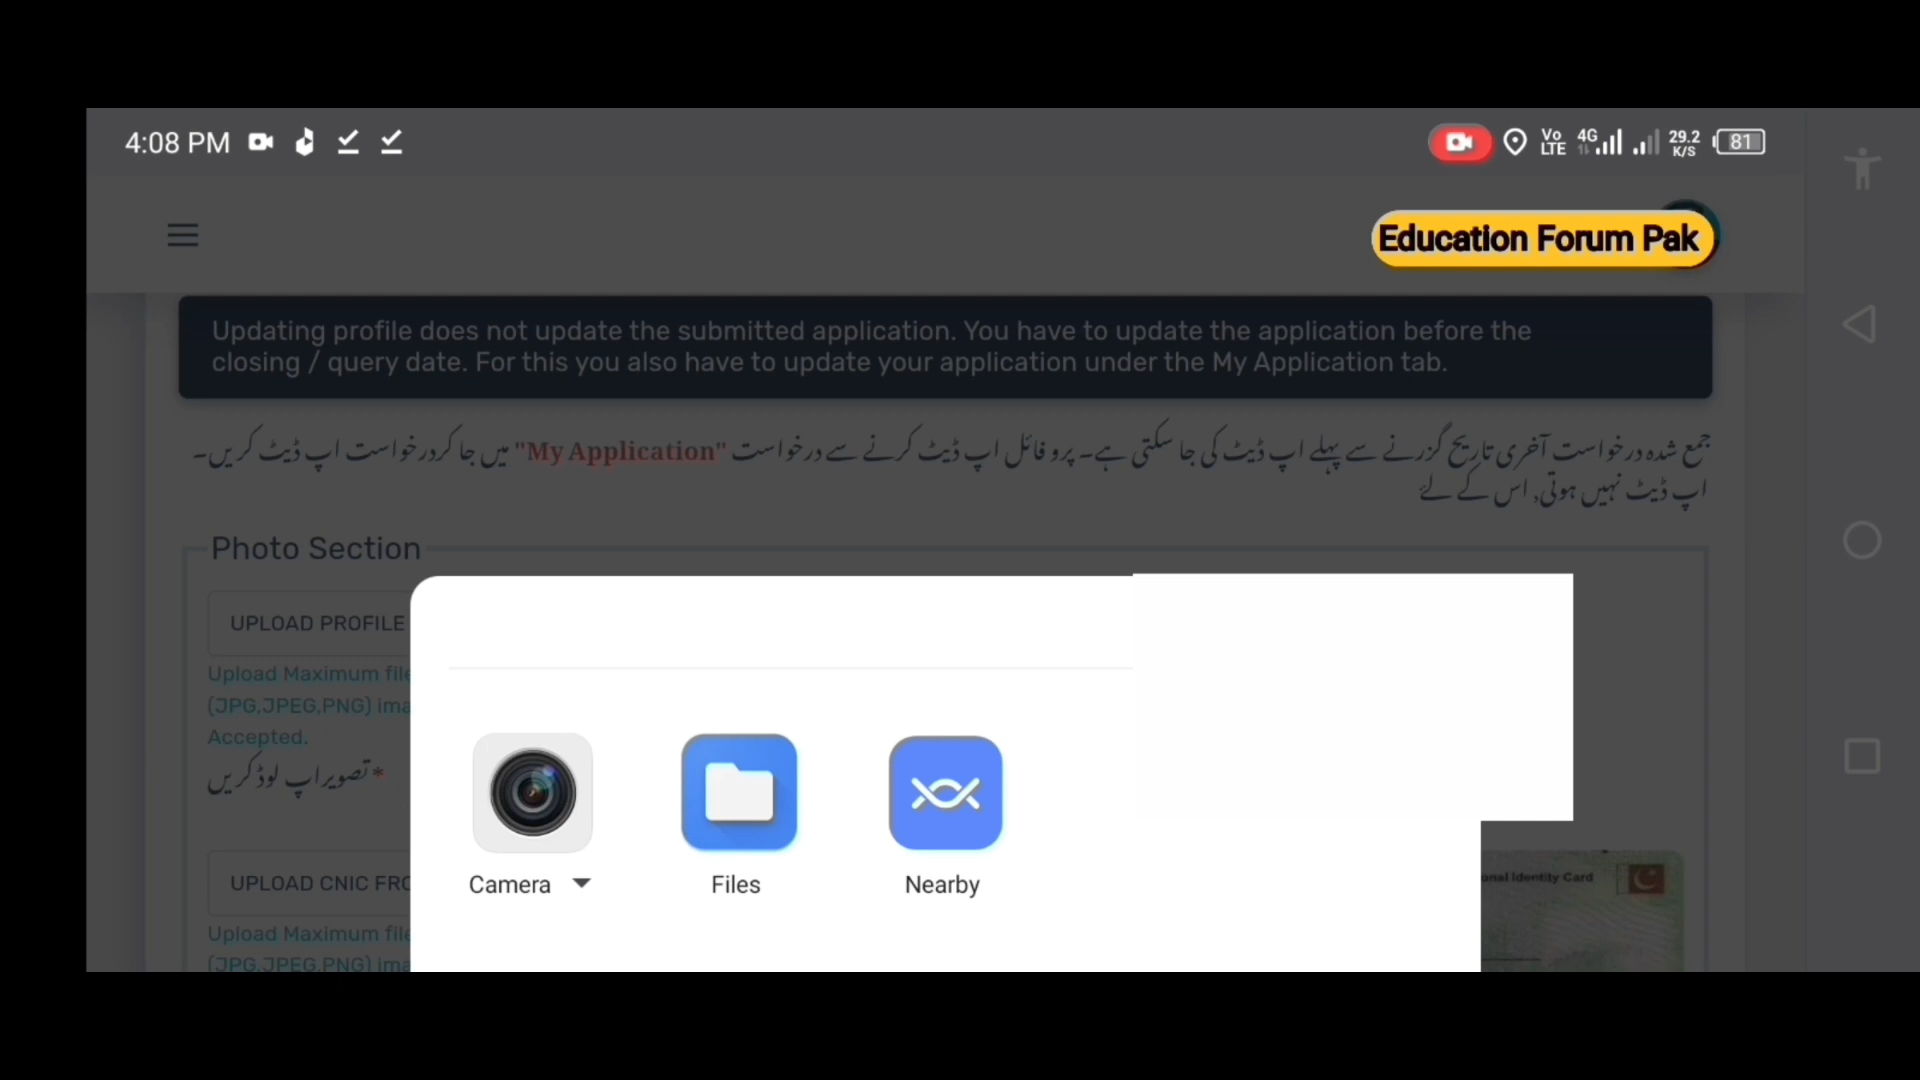 4:08 PM
Vo LTE 4G 29.2 K/S 81
Education Forum Pak
Updating profile does not update the submitted application. You have to update the application before the
closing / query date. For this you also have to update your application under the My Application tab.
جمع شدہ درخواست آخری تاریخ گزرنے سے پہلے اپ ڈیٹ کی جا سکتی ہے۔ پروفائل اپ ڈیٹ کرنے سے درخواست "My Application" میں جا کر درخواست اپ ڈیٹ کریں۔
اپ ڈیٹ نہیں ہوتی, اس کے لئے
Photo Section
UPLOAD PROFILE
Upload Maximum file
(JPG,JPEG,PNG) ima
Accepted.
*تصویر اپ لوڈ کریں
Camera Files Nearby
UPLOAD CNIC FRO
onal Identity Card
Upload Maximum file
(JPG,JPEG,PNG) ima